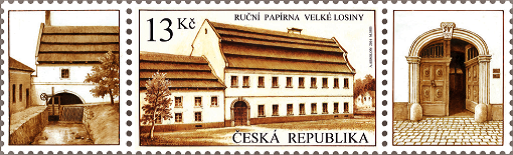 RUČNÍ PAPÍRNA VELKÉ LOSINY
13 Kč
ČESKÁ REPUBLIKA